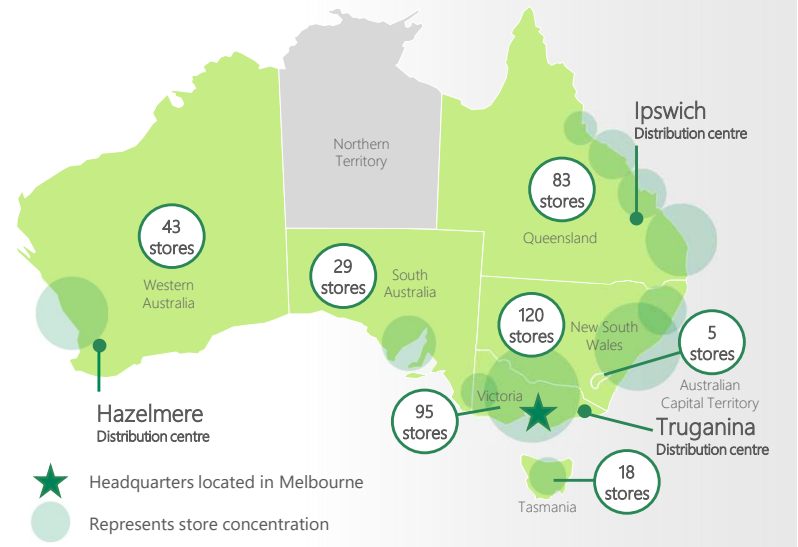 Ipswich
Distribution centre
Northern
Territory
83
stores
Queensland
43
stores
Western
Australia
29
stores
South
Australia
120
stores
New South
Wales
5
stores
Australian
Capital Territory
Victoria
95
stores
Hazelmere
Distribution centre
Truganina
Distribution centre
18
stores
Tasmania
Headquarters located in Melbourne
Represents store concentration